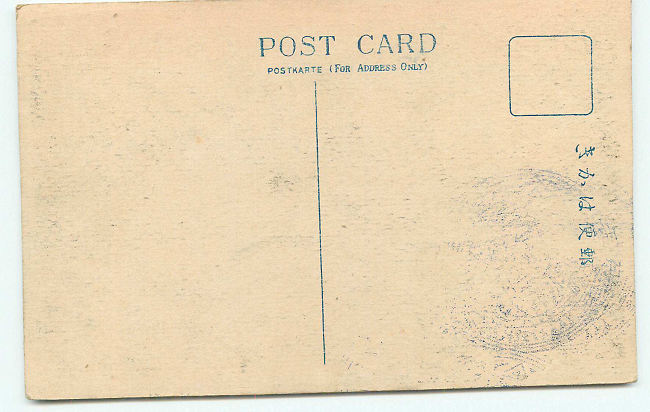 POST CARD
POSTKARTE (FOR ADDRESS ONLY)
きがは便郵